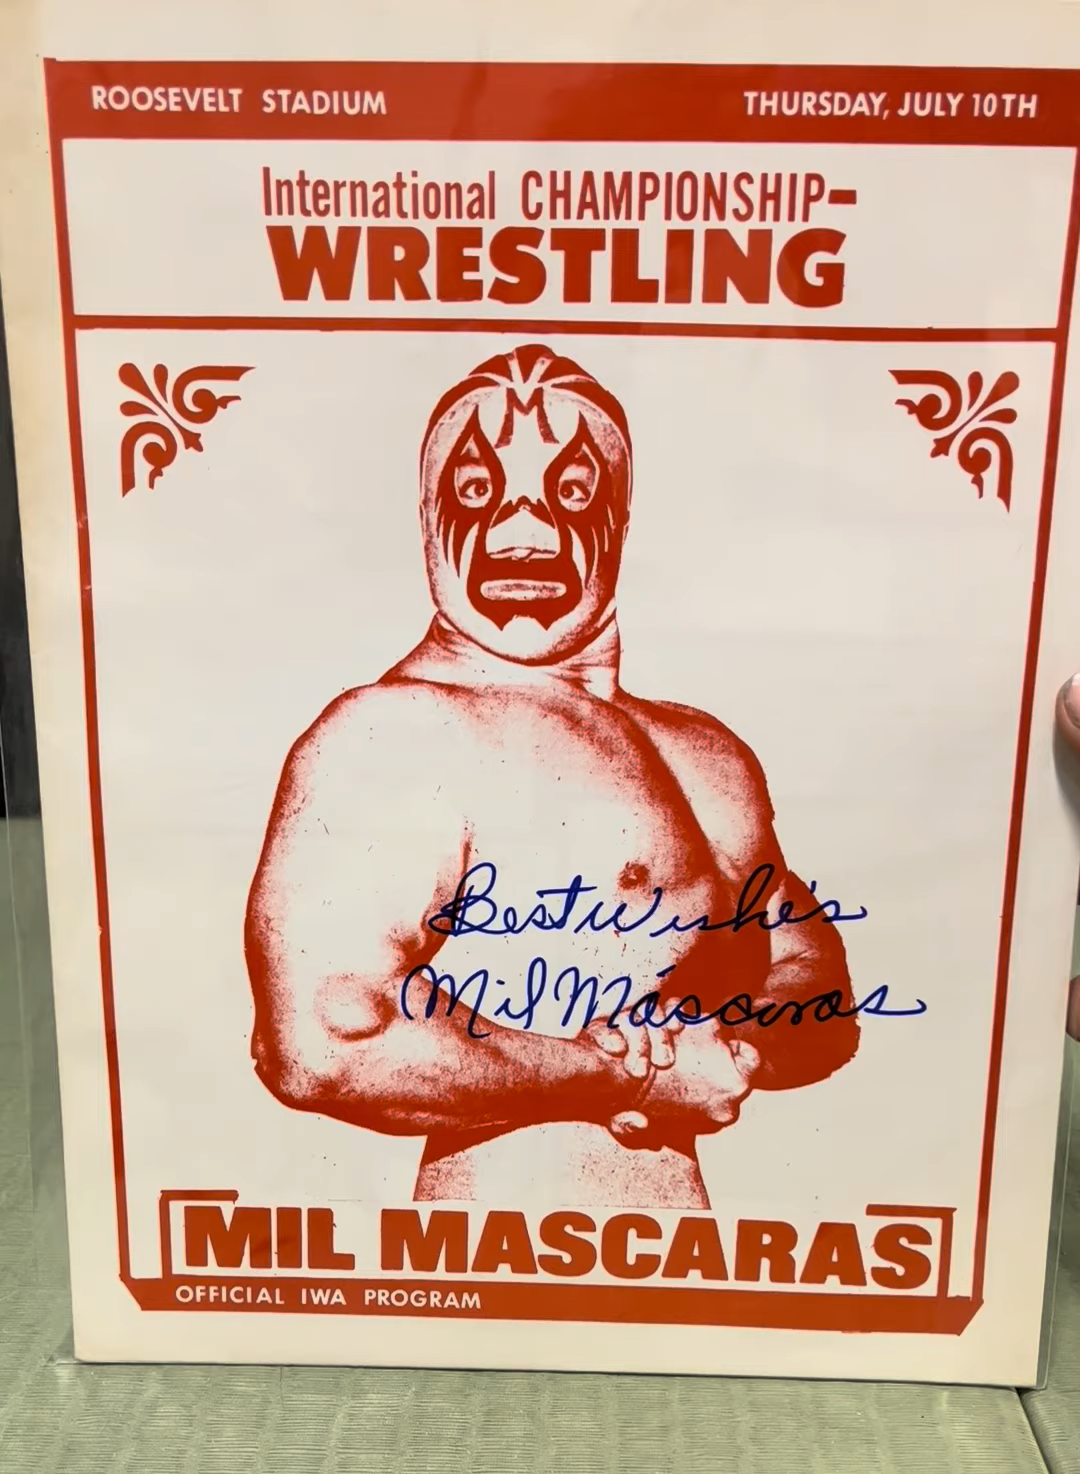 ROOSEVELT STADIUM THURSDAY, JULY 10TH
International CHAMPIONSHIP-
WRESTLING
M
Best wishe's
Mil Máscaras
MIL MASCARAS
OFFICIAL IWA PROGRAM